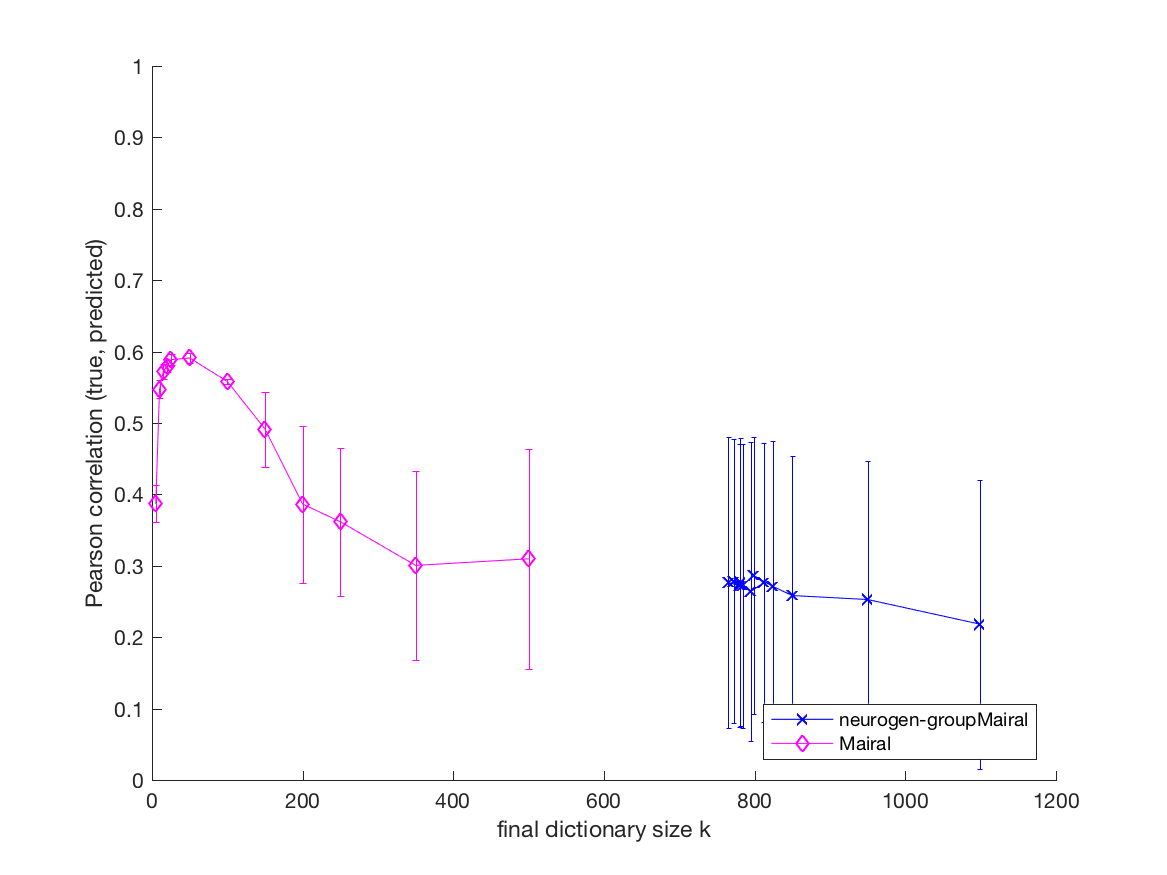 1
0.9
0.8
0.7
0.6
0.5
0.4
0.3
0.2
0.1
0
Pearson correlation (true, predicted)
neurogen-groupMairal
Mairal
0 200 400 600 800 1000 1200
final dictionary size k